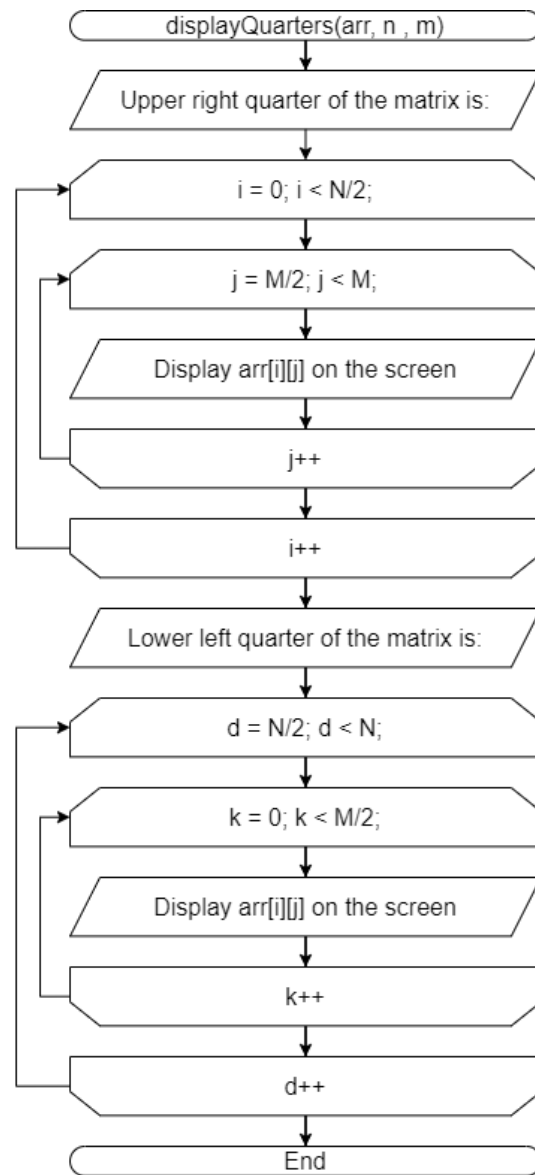 displayQuarters(arr, n , m)
Upper right quarter of the matrix is:
i = 0; i < N/2;
j = M/2; j < M;
Display arr[i][j] on the screen
j++
i++
Lower left quarter of the matrix is:
d = N/2; d < N;
k = 0; k < M/2;
Display arr[i][j] on the screen
k++
d++
End